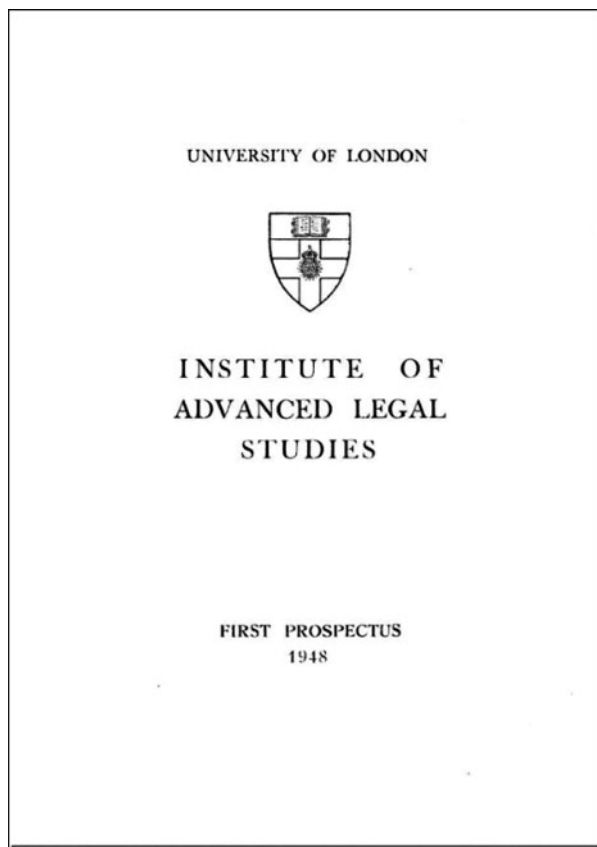 UNIVERSITY OF LONDON
INSTITUTE OF
ADVANCED LEGAL
STUDIES
FIRST PROSPECTUS
1948